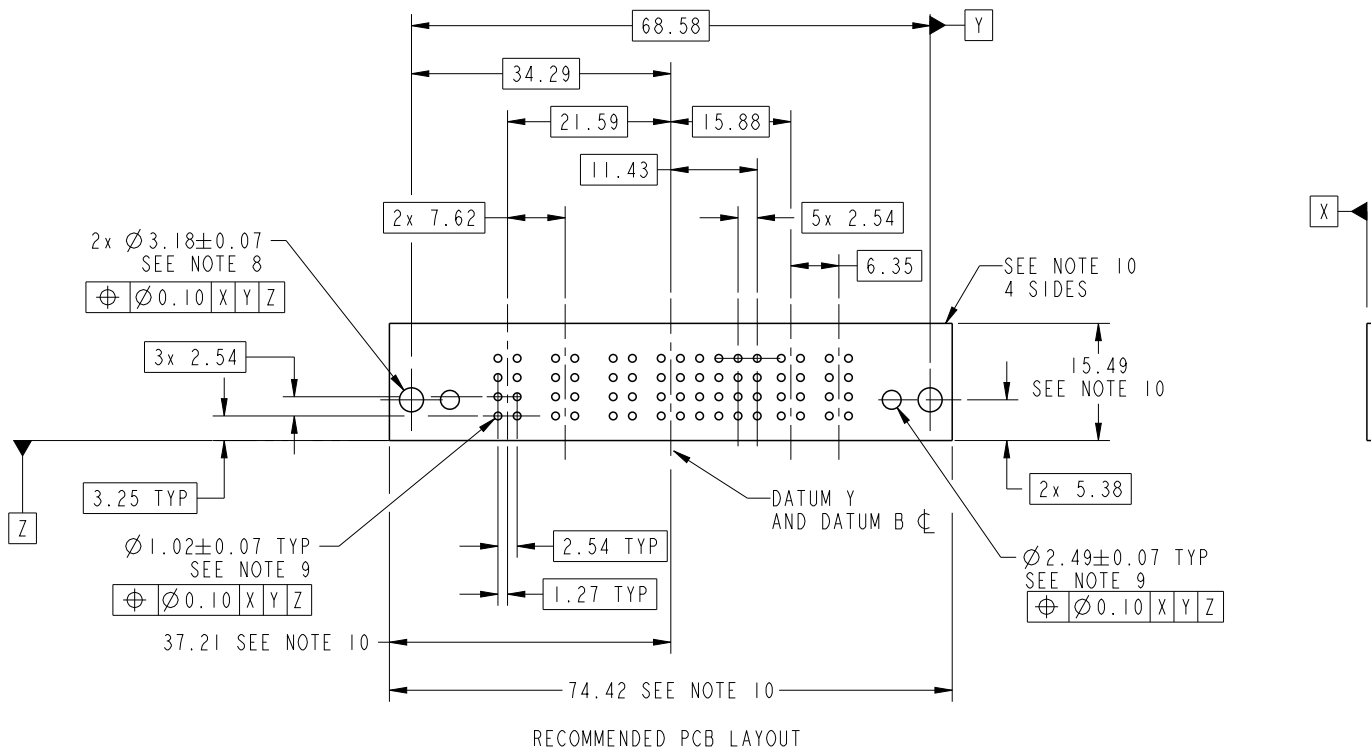 68.58
Y
34.29
21.59
15.88
11.43
2x 7.62
5x 2.54
X
2x Ø3.18±0.07
SEE NOTE 8
⌖ Ø0.10 X Y Z
6.35
SEE NOTE 10
4 SIDES
3x 2.54
15.49
SEE NOTE 10
3.25 TYP
2x 5.38
Z
DATUM Y
AND DATUM B ℄
Ø1.02±0.07 TYP
SEE NOTE 9
⌖ Ø0.10 X Y Z
2.54 TYP
1.27 TYP
Ø2.49±0.07 TYP
SEE NOTE 9
⌖ Ø0.10 X Y Z
37.21 SEE NOTE 10
74.42 SEE NOTE 10
RECOMMENDED PCB LAYOUT